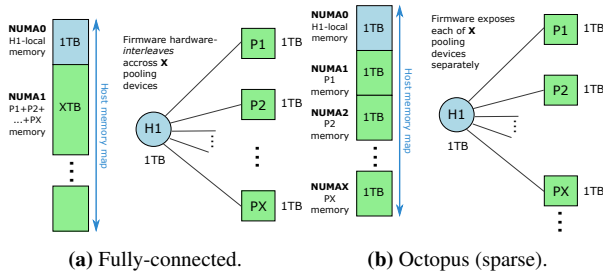 NUMA0
H1-local
memory
1TB
NUMA1
P1+P2+
...+PX
memory
XTB
Host memory map
Firmware hardware-
interleaves
accross X
pooling
devices
H1
1TB
P1
1TB
P2
1TB
PX
1TB
(a) Fully-connected.
NUMA0
H1-local
memory
1TB
NUMA1
P1
memory
1TB
NUMA2
P2
memory
1TB
NUMAX
PX
memory
1TB
Host memory map
Firmware exposes
each of X
pooling
devices
separately
H1
1TB
P1
1TB
P2
1TB
PX
1TB
(b) Octopus (sparse).